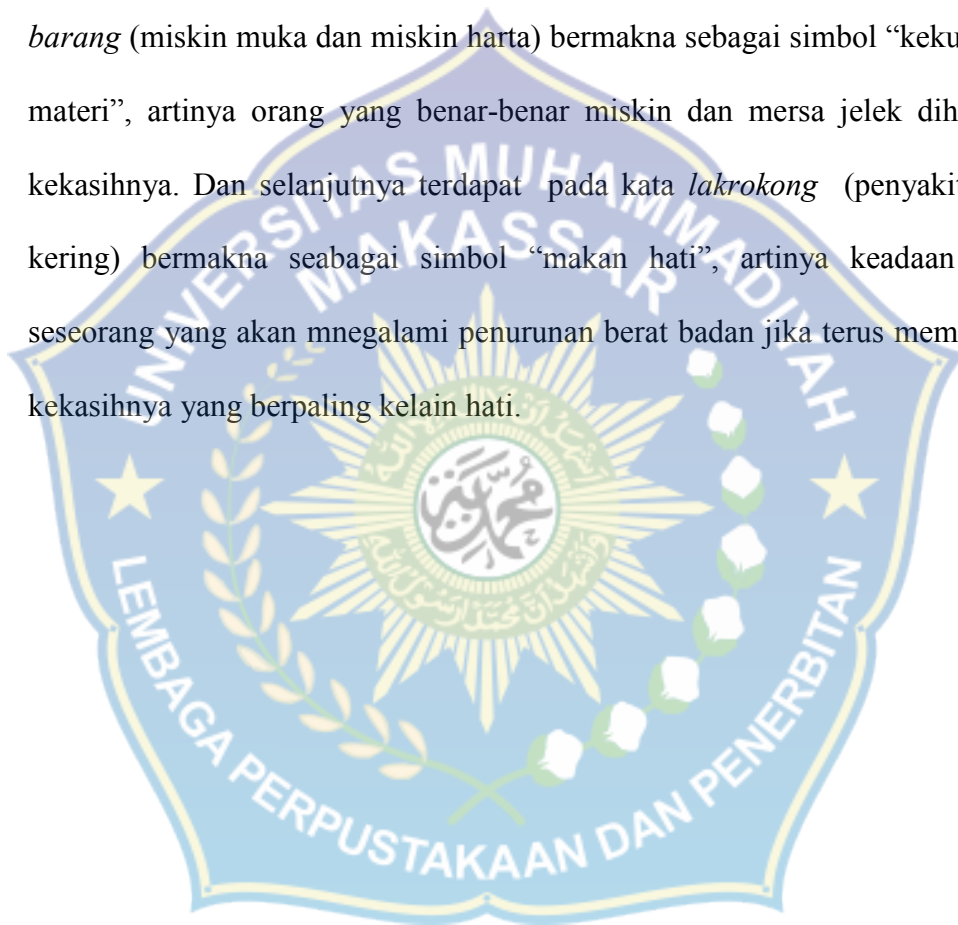 barang (miskin muka dan miskin harta) bermakna sebagai simbol “keku
materi”, artinya orang yang benar-benar miskin dan mersa jelek dih
kekasihnya. Dan selanjutnya terdapat pada kata lakrokong (penyakit
kering) bermakna seabagai simbol “makan hati”, artinya keadaan
seseorang yang akan mnegalami penurunan berat badan jika terus mem
kekasihnya yang berpaling kelain hati.
UNIVERSITAS MUHAMMADIYAH
MAKASSAR
محمد
LEMBAGA PERPUSTAKAAN DAN PENERBITAN